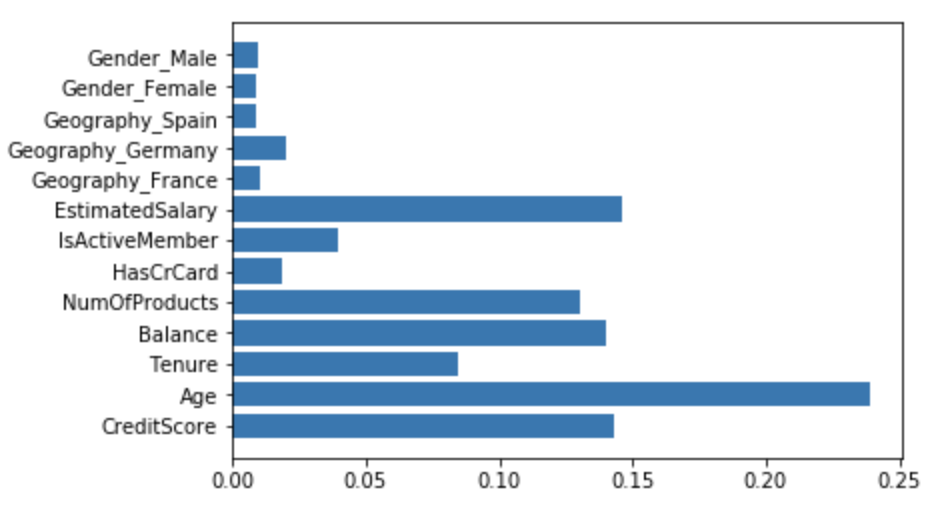 Gender_Male
Gender_Female
Geography_Spain
Geography_Germany
Geography_France
EstimatedSalary
IsActiveMember
HasCrCard
NumOfProducts
Balance
Tenure
Age
CreditScore
0.00 0.05 0.10 0.15 0.20 0.25